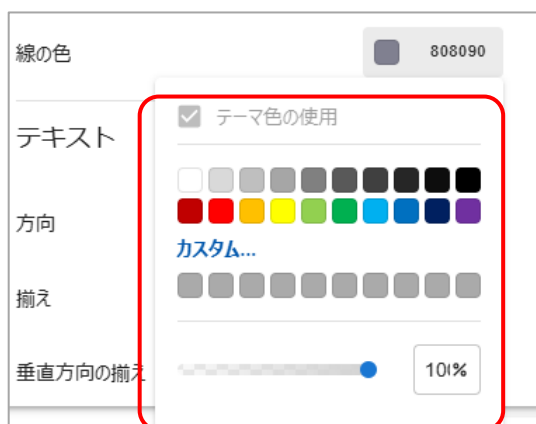 線の色
808090
テーマ色の使用
テキスト
方向
カスタム...
揃え
垂直方向の揃え
100%